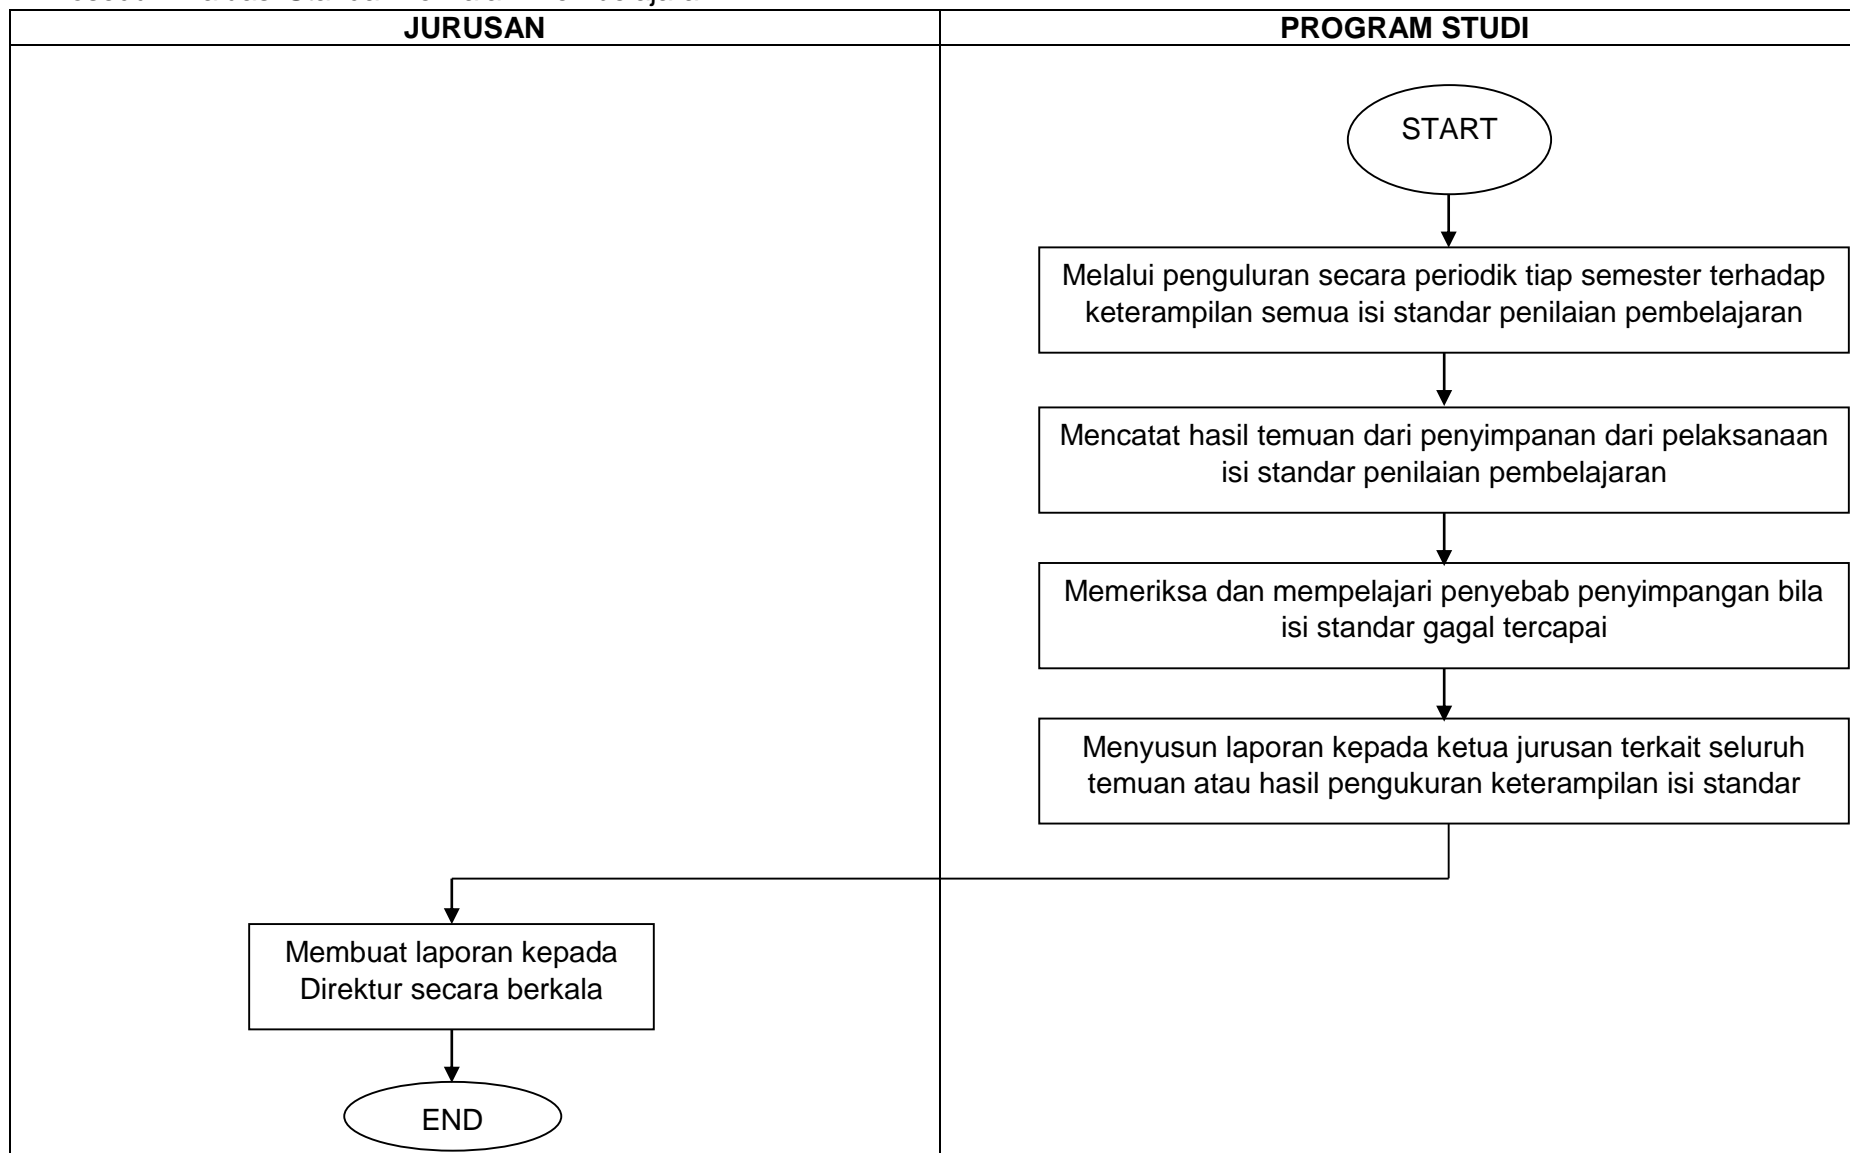 JURUSAN
PROGRAM STUDI
START
Melalui penguluran secara periodik tiap semester terhadap
keterampilan semua isi standar penilaian pembelajaran
Mencatat hasil temuan dari penyimpanan dari pelaksanaan
isi standar penilaian pembelajaran
Memeriksa dan mempelajari penyebab penyimpangan bila
isi standar gagal tercapai
Menyusun laporan kepada ketua jurusan terkait seluruh
temuan atau hasil pengukuran keterampilan isi standar
Membuat laporan kepada
Direktur secara berkala
END